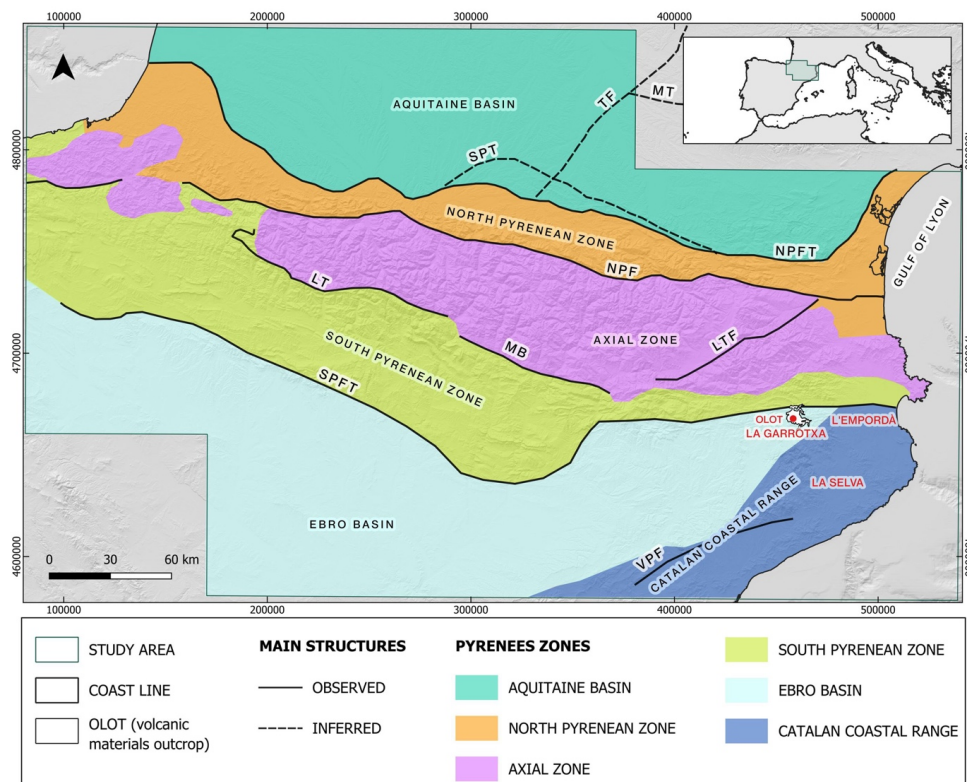 100000 200000 300000 400000 500000
4800000
4700000
4600000
AQUITAINE BASIN
TF
MT
SPT
NORTH PYRENEAN ZONE
NPFT
NPF
GULF OF LYON
LT
MB
AXIAL ZONE
LTF
SOUTH PYRENEAN ZONE
SPFT
OLOT
L'EMPORDÀ
LA GARROTXA
LA SELVA
EBRO BASIN
CATALAN COASTAL RANGE
VPF
0 30 60 km
100000 200000 300000 400000 500000
STUDY AREA
COAST LINE
OLOT (volcanic
materials outcrop)
MAIN STRUCTURES
OBSERVED
INFERRED
PYRENEES ZONES
AQUITAINE BASIN
NORTH PYRENEAN ZONE
AXIAL ZONE
SOUTH PYRENEAN ZONE
EBRO BASIN
CATALAN COASTAL RANGE